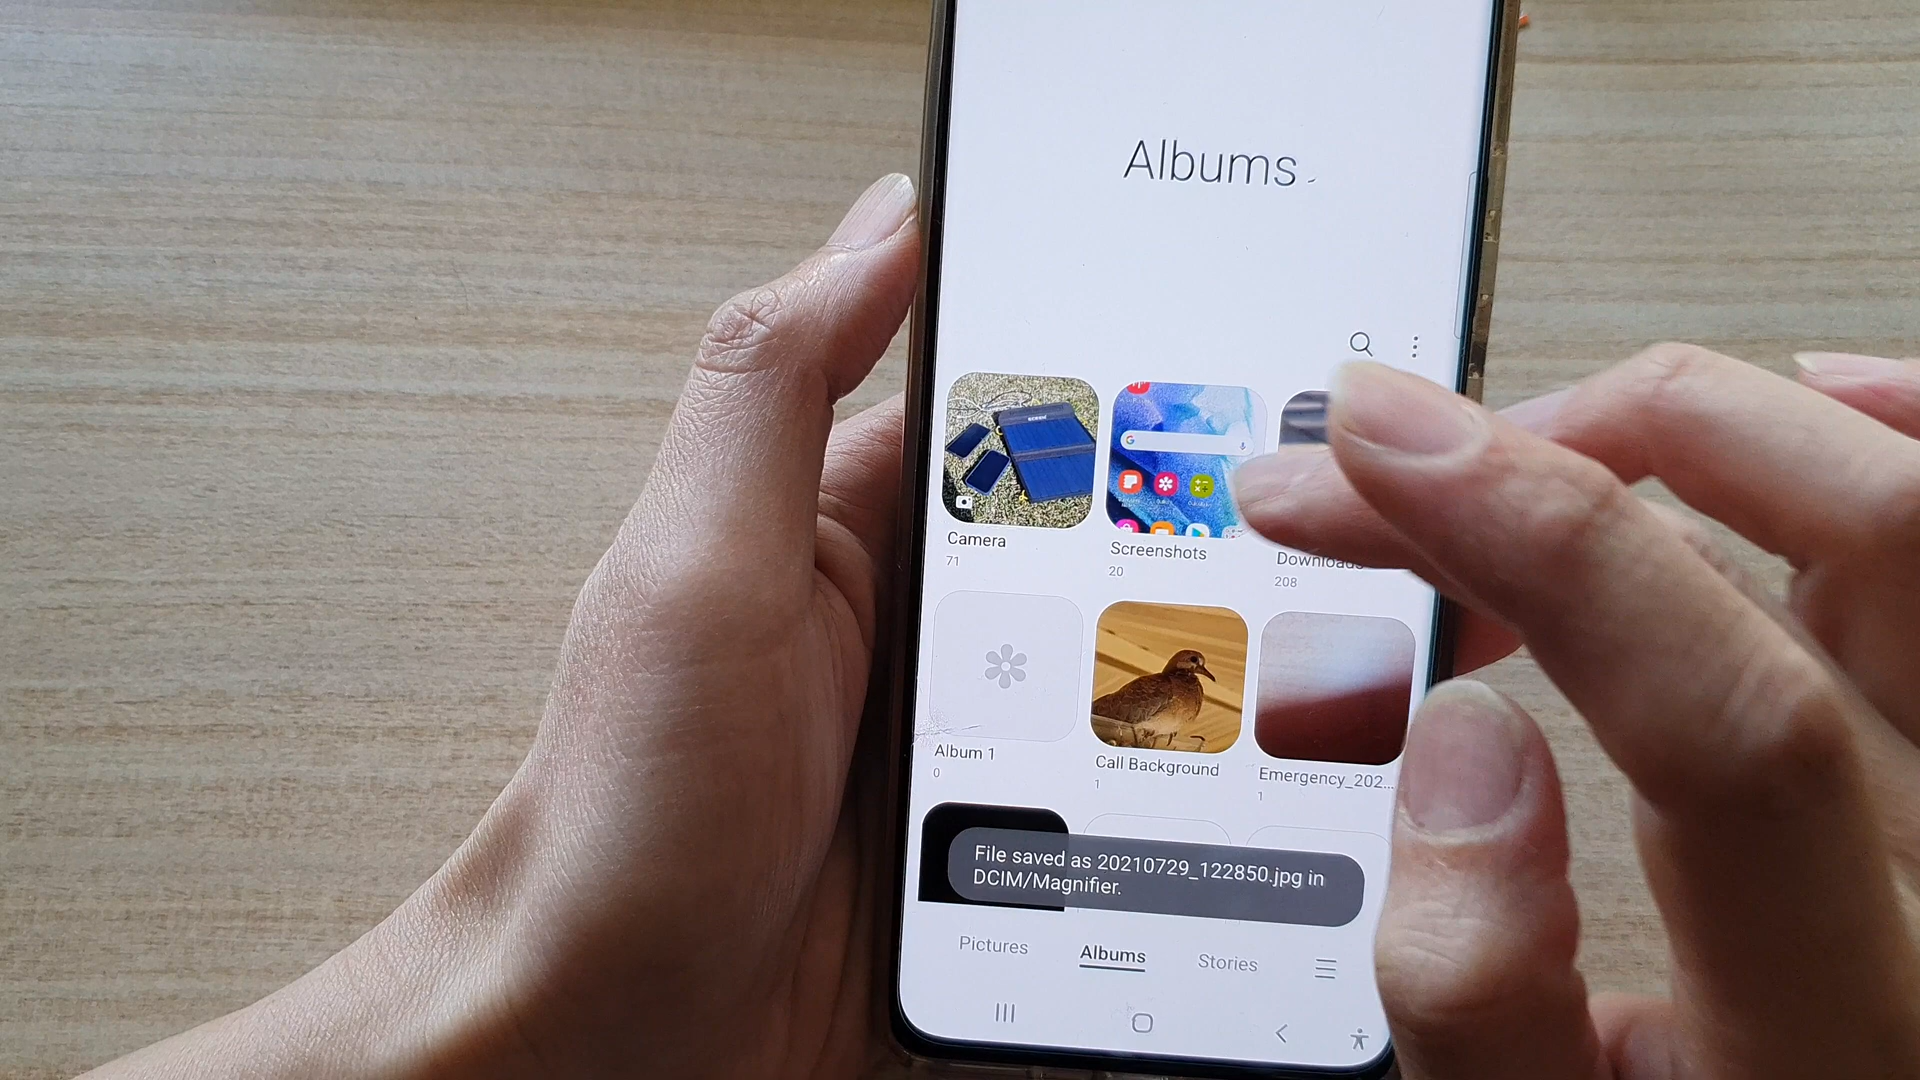 Albums
Camera
71
Screenshots
20
Downloads
208
Album 1
0
Call Background
1
Emergency_202...
1
File saved as 20210729_122850.jpg in
DCIM/Magnifier.
Pictures
Albums
Stories